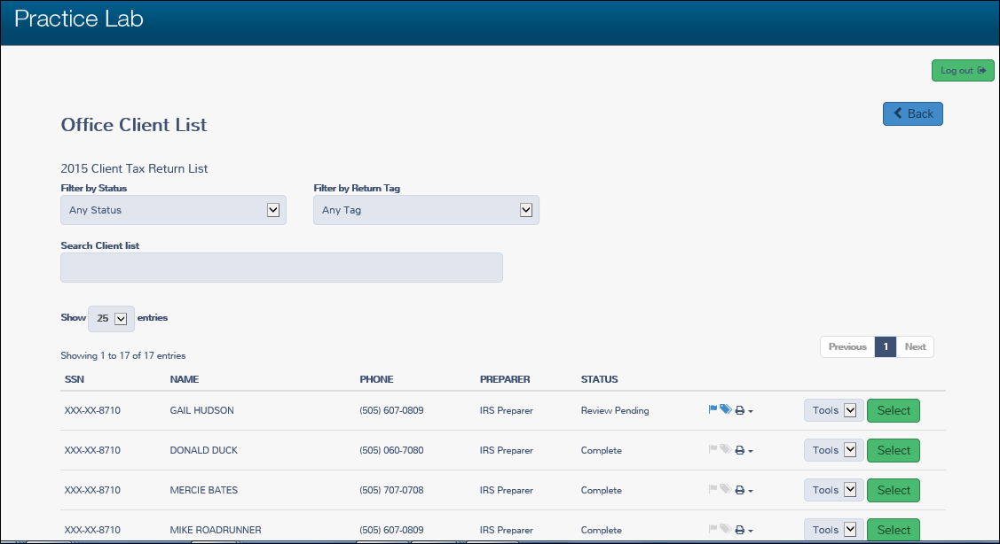 Practice Lab
Log out
Back
Office Client List
2015 Client Tax Return List
Filter by Status Filter by Return Tag
Any Status Any Tag
Search Client list
Show 25 entries
Previous 1 Next
Showing 1 to 17 of 17 entries
SSN NAME PHONE PREPARER STATUS
XXX-XX-8710 GAIL HUDSON (505) 607-0809 IRS Preparer Review Pending Tools Select
XXX-XX-8710 DONALD DUCK (505) 060-7080 IRS Preparer Complete Tools Select
XXX-XX-8710 MERCIE BATES (505) 707-0708 IRS Preparer Complete Tools Select
XXX-XX-8710 MIKE ROADRUNNER (505) 607-0809 IRS Preparer Complete Tools Select